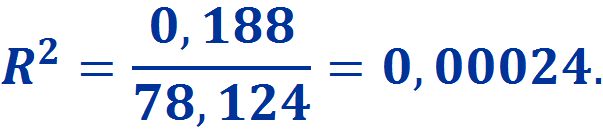 R² = 0,188 / 78,124 = 0,00024.